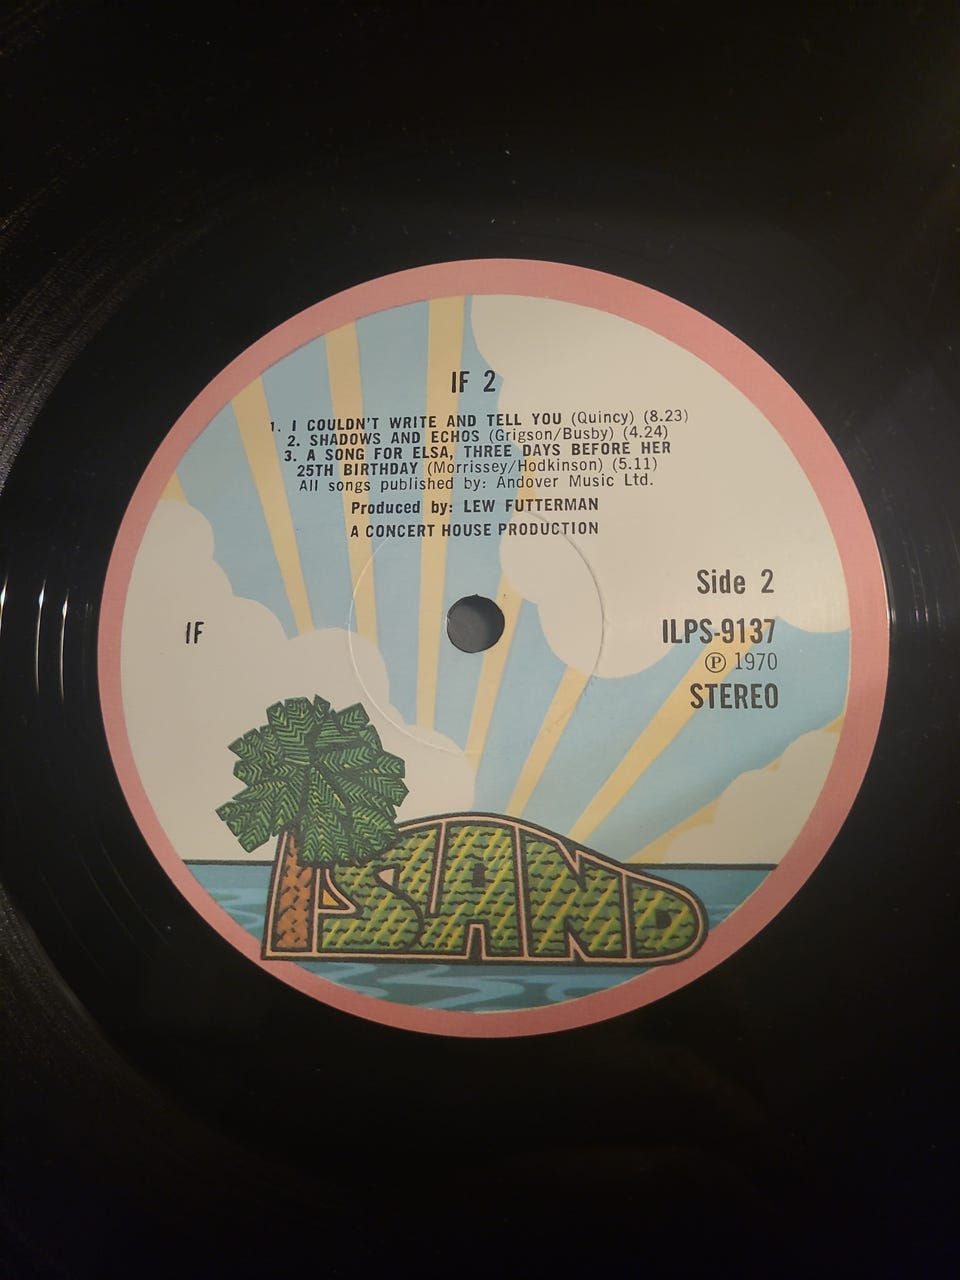 IF 2
1. I COULDN'T WRITE AND TELL YOU (Quincy) (8.23)
2. SHADOWS AND ECHOS (Grigson/Busby) (4.24)
3. A SONG FOR ELSA, THREE DAYS BEFORE HER
25TH BIRTHDAY (Morrissey/Hodkinson) (5.11)
All songs published by: Andover Music Ltd.
Produced by: LEW FUTTERMAN
A CONCERT HOUSE PRODUCTION
Side 2
IF
ILPS-9137
℗ 1970
STEREO
ISLAND